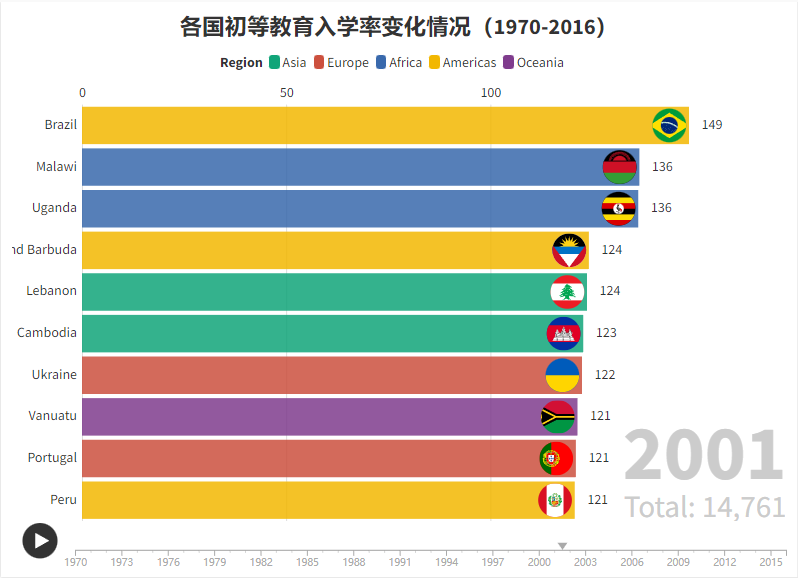 各国初等教育入学率变化情况（1970-2016）
Region Asia Europe Africa Americas Oceania
0 50 100
Brazil 149
Malawi 136
Uganda 136
nd Barbuda 124
Lebanon 124
Cambodia 123
Ukraine 122
Vanuatu 121
Portugal 121
Peru 121
2001
Total: 14,761
1970 1973 1976 1979 1982 1985 1988 1991 1994 1997 2000 2003 2006 2009 2012 2015